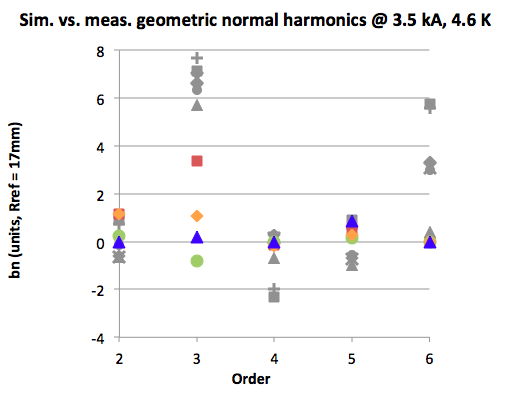 Sim. vs. meas. geometric normal harmonics @ 3.5 kA, 4.6 K
bn (units, Rref = 17mm)
8
6
4
2
0
-2
-4
2 3 4 5 6
Order